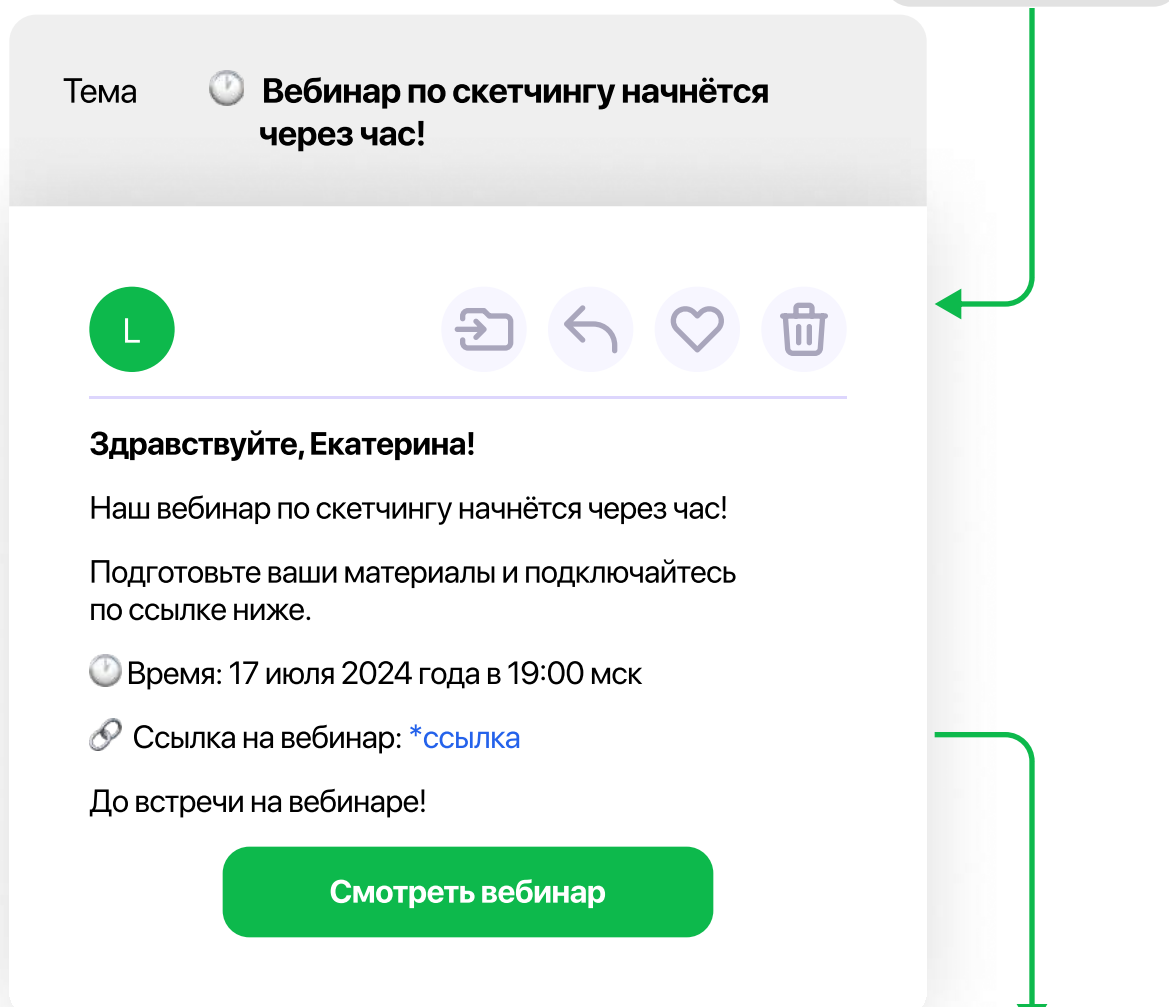 Тема
🕐 Вебинар по скетчингу начнётся
через час!
L
Здравствуйте, Екатерина!
Наш вебинар по скетчингу начнётся через час!
Подготовьте ваши материалы и подключайтесь
по ссылке ниже.
🕐 Время: 17 июля 2024 года в 19:00 мск
🔗 Ссылка на вебинар: *ссылка
До встречи на вебинаре!
Смотреть вебинар